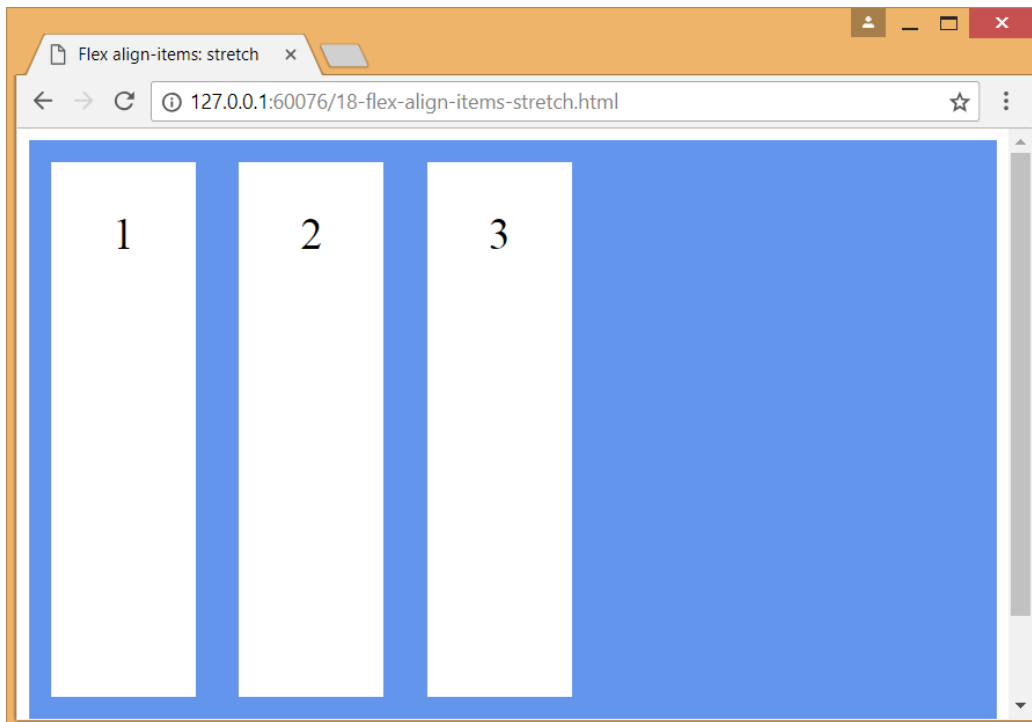 Flex align-items: stretch
127.0.0.1:60076/18-flex-align-items-stretch.html
1 2 3